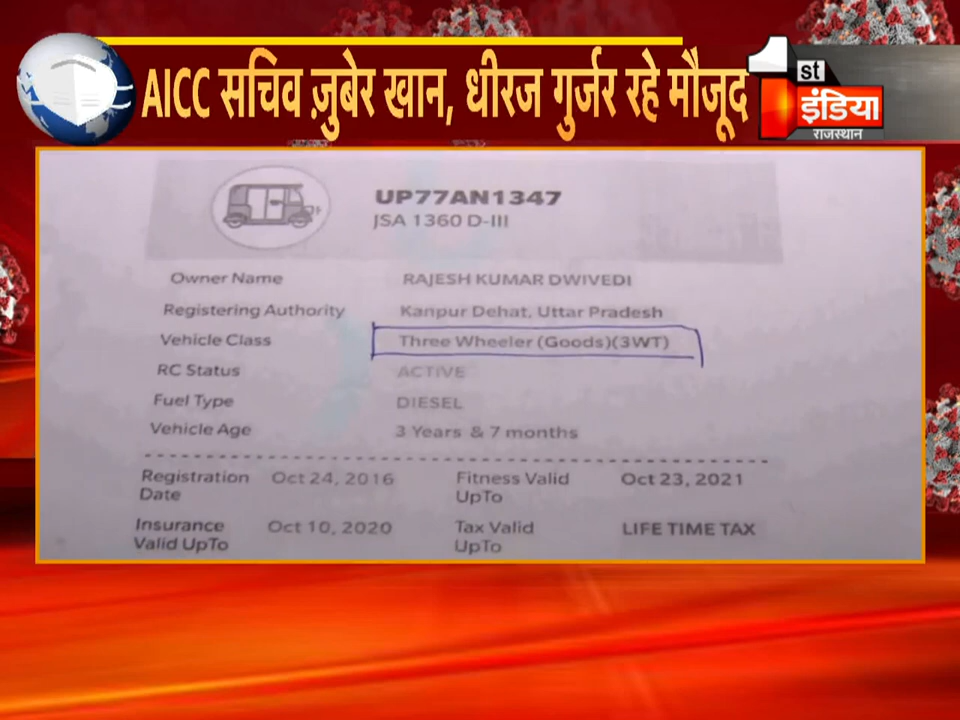 AICC सचिव ज़ुबेर खान, धीरज गुर्जर रहे मौजूद
1st
इंडिया
राजस्थान
UP77AN1347
JSA 1360 D-III
Owner Name RAJESH KUMAR DWIVEDI
Registering Authority Kanpur Dehat, Uttar Pradesh
Vehicle Class Three Wheeler (Goods)(3WT)
RC Status ACTIVE
Fuel Type DIESEL
Vehicle Age 3 Years & 7 months
Registration Date Oct 24, 2016 Fitness Valid UpTo Oct 23, 2021
Insurance Valid UpTo Oct 10, 2020 Tax Valid UpTo LIFE TIME TAX